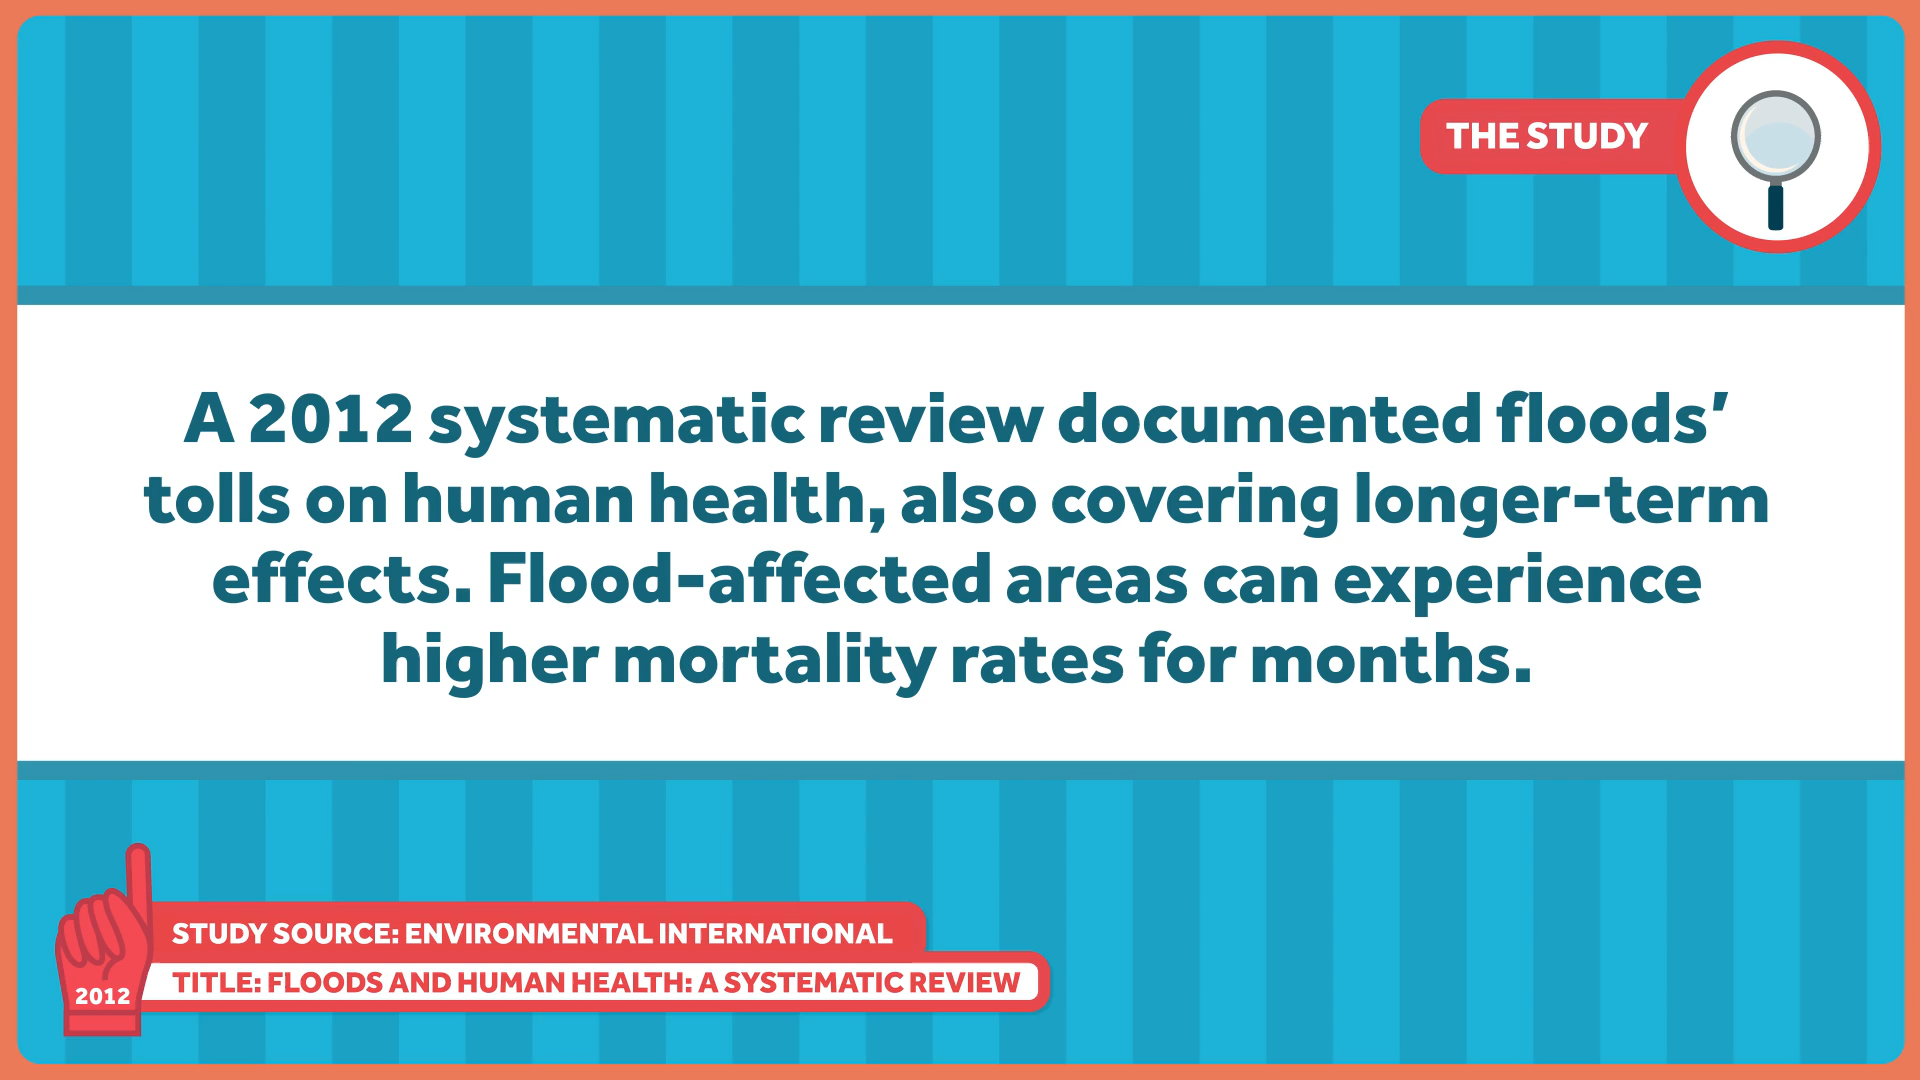 THE STUDY
A 2012 systematic review documented floods’
tolls on human health, also covering longer-term
effects. Flood-affected areas can experience
higher mortality rates for months.
STUDY SOURCE: ENVIRONMENTAL INTERNATIONAL
TITLE: FLOODS AND HUMAN HEALTH: A SYSTEMATIC REVIEW
2012